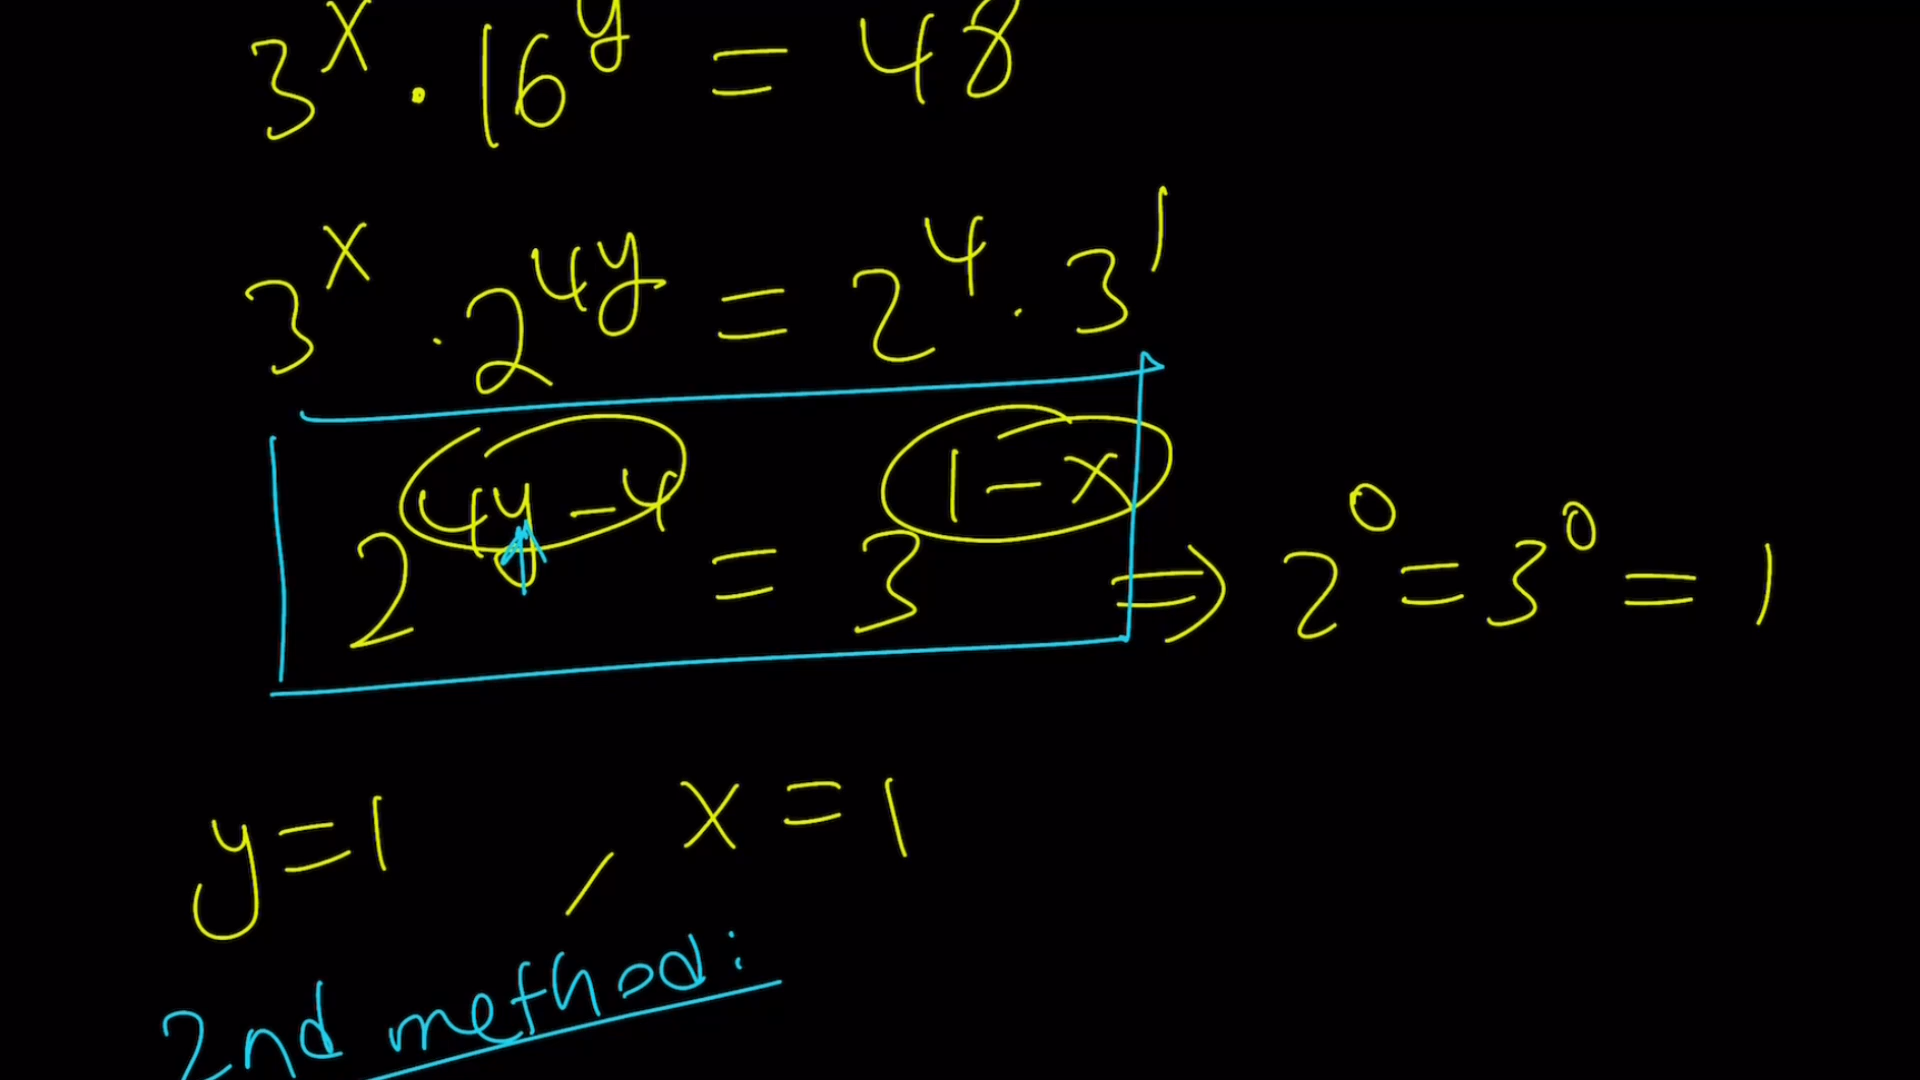 3^x · 16^y = 48
3^x · 2^{4y} = 2^4 · 3^1
2^{4y-4} = 3^{1-x} ⇒ 2^0 = 3^0 = 1
y=1 , x = 1
2nd method: